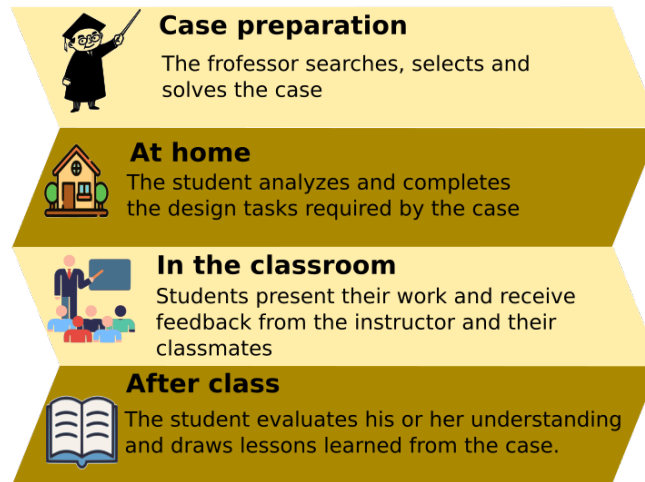 Case preparation
The frofessor searches, selects and
solves the case
At home
The student analyzes and completes
the design tasks required by the case
In the classroom
Students present their work and receive
feedback from the instructor and their
classmates
After class
The student evaluates his or her understanding
and draws lessons learned from the case.